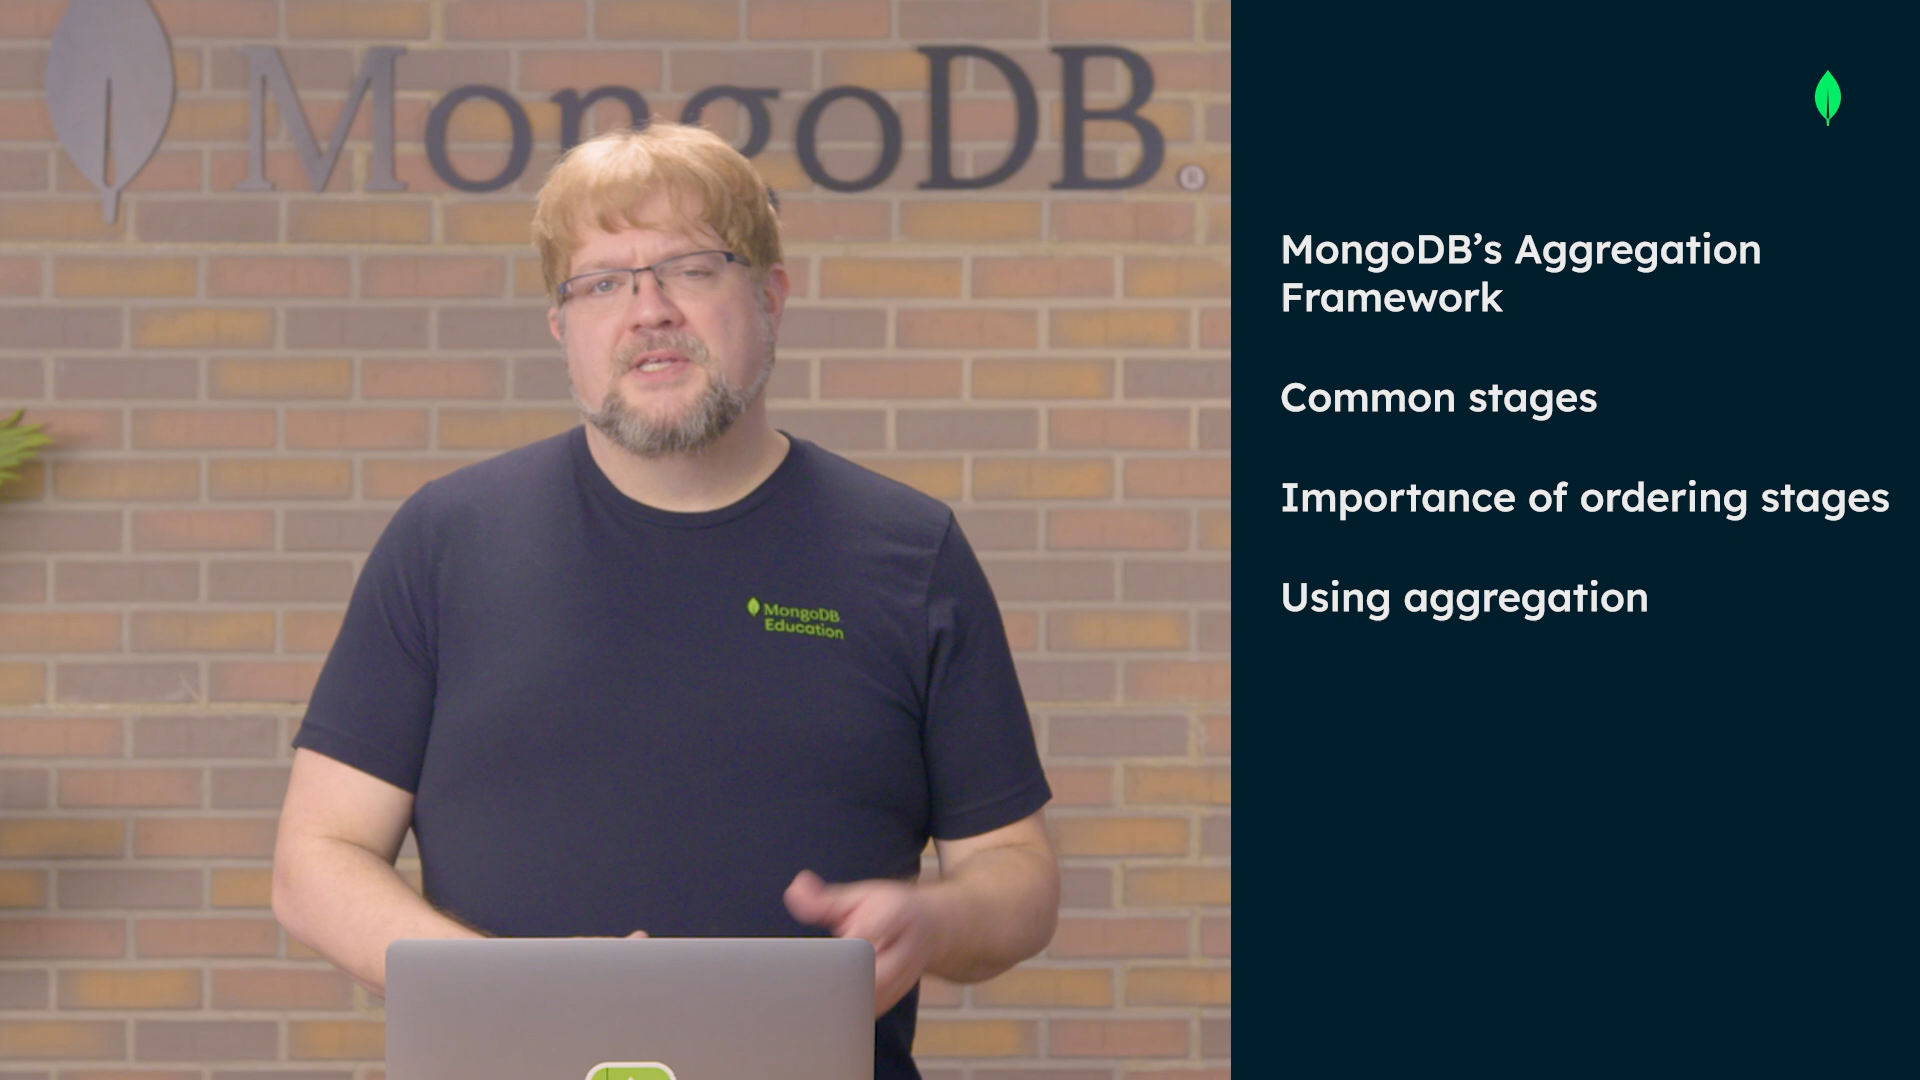 MongoDB®
MongoDB
Education
MongoDB’s Aggregation
Framework
Common stages
Importance of ordering stages
Using aggregation